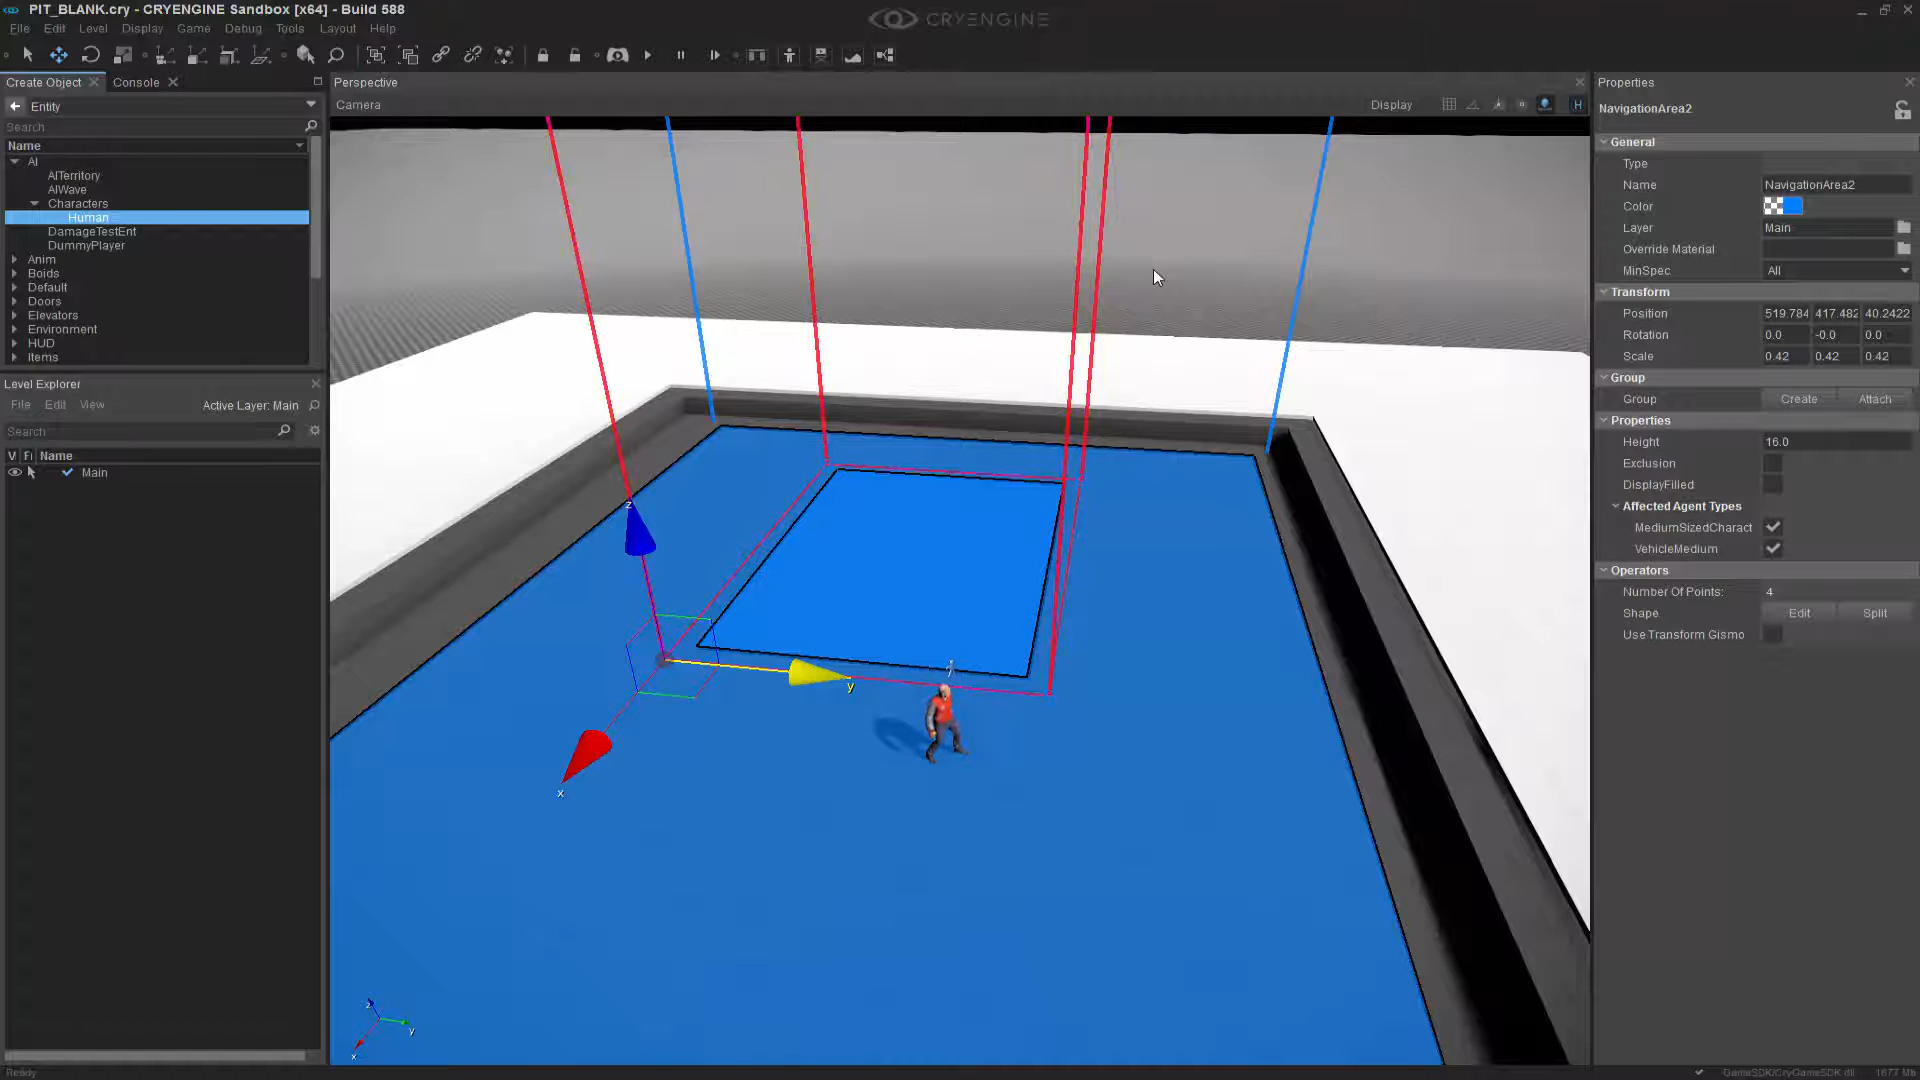 PIT_BLANK.cry - CRYENGINE Sandbox [x64] - Build 588
CRYENGINE
File Edit Level Display Game Debug Tools Layout Help
Create Object
Console
Entity
Search
Name
AI
AITerritory
AIWave
Characters
Human
DamageTestEnt
DummyPlayer
Anim
Boids
Default
Doors
Elevators
Environment
HUD
Items
Level Explorer
File Edit View Active Layer: Main
Search
V Fi Name
Main
Perspective
Camera
Display
H
z
y
x
z
y
x
Properties
NavigationArea2
General
Type
Name NavigationArea2
Color
Layer Main
Override Material
MinSpec All
Transform
Position 519.784 417.482 40.2422
Rotation 0.0 -0.0 0.0
Scale 0.42 0.42 0.42
Group
Group Create Attach
Properties
Height 16.0
Exclusion
DisplayFilled
Affected Agent Types
MediumSizedCharact
VehicleMedium
Operators
Number Of Points: 4
Shape Edit Split
Use Transform Gismo
Ready
GameSDK/CryGameSDK.dll 1677 Mb